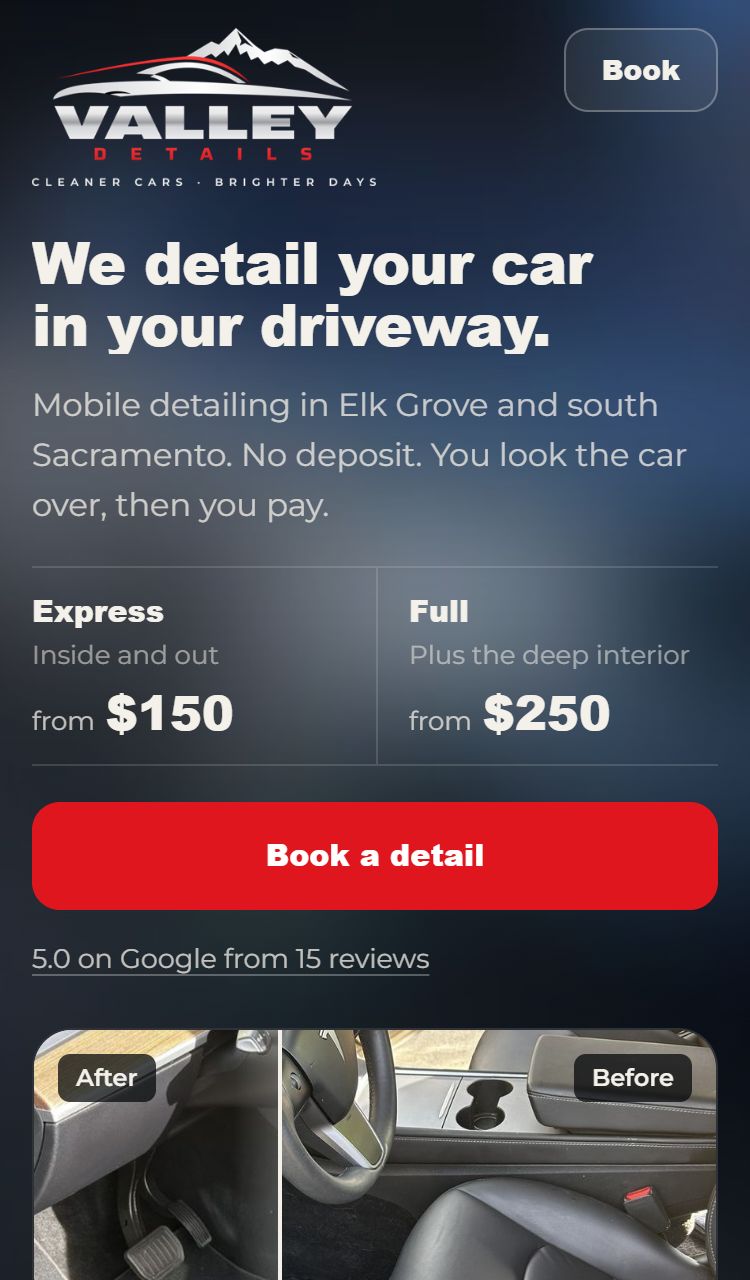 VALLEY
DETAILS
CLEANER CARS · BRIGHTER DAYS
Book
We detail your car
in your driveway.
Mobile detailing in Elk Grove and south
Sacramento. No deposit. You look the car
over, then you pay.
Express
Inside and out
from $150
Full
Plus the deep interior
from $250
Book a detail
5.0 on Google from 15 reviews
After
Before